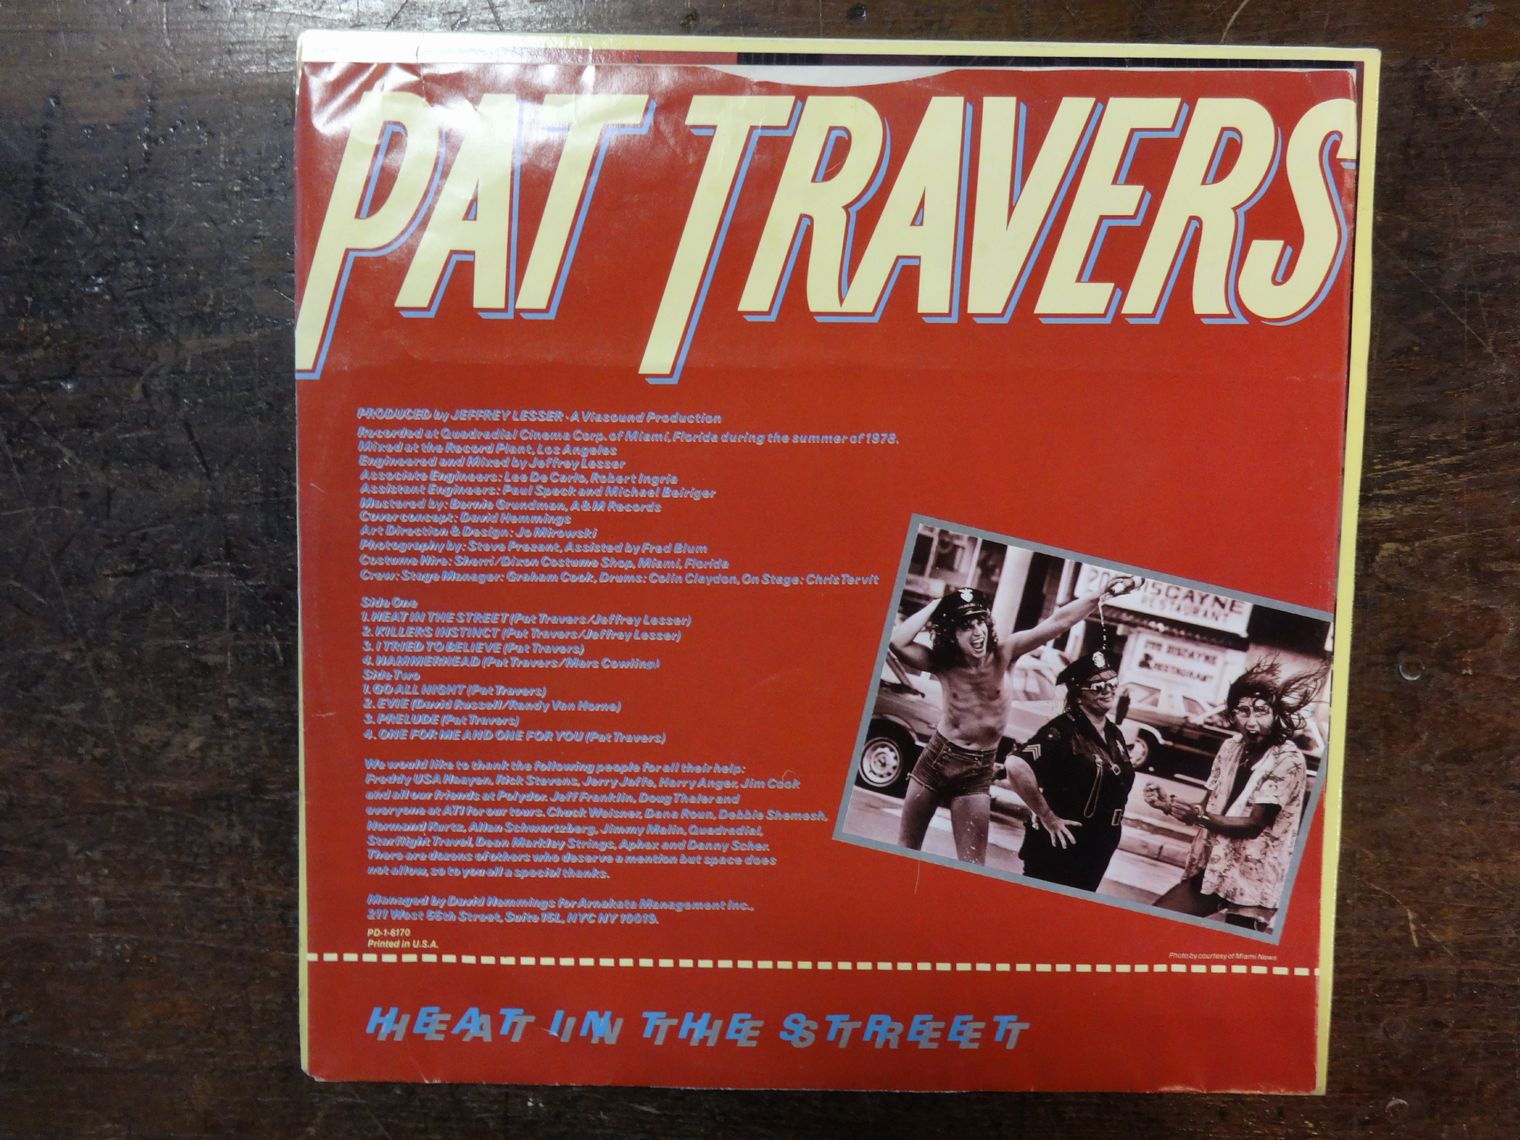 PAT TRAVERS
PRODUCED by JEFFREY LESSER · A Viasound Production
Recorded at Quadradial Cinema Corp. of Miami, Florida during the summer of 1978.
Mixed at the Record Plant, Los Angeles
Engineered and Mixed by Jeffrey Lesser
Associate Engineers: Lee De Carlo, Robert Ingria
Assistant Engineers: Paul Speck and Michael Beiriger
Mastered by: Bernie Grundman, A&M Records
Cover concept: David Hemmings
Art Direction & Design: Jo Mirowski
Photography by: Steve Prezant, Assisted by Fred Blum
Costume Hire: Sherri/Dixon Costume Shop, Miami, Florida
Crew: Stage Manager: Graham Cook, Drums: Colin Claydon, On Stage: Chris Tervit
Side One
1. HEAT IN THE STREET (Pat Travers/Jeffrey Lesser)
2. KILLERS INSTINCT (Pat Travers/Jeffrey Lesser)
3. I TRIED TO BELIEVE (Pat Travers)
4. HAMMERHEAD (Pat Travers/Mars Cowling)
Side Two
1. GO ALL NIGHT (Pat Travers)
2. EVIE (David Russell/Randy Van Horne)
3. PRELUDE (Pat Travers)
4. ONE FOR ME AND ONE FOR YOU (Pat Travers)
We would like to thank the following people for all their help:
Freddy USA Haayen, Rick Stevens, Jerry Jaffe, Harry Anger, Jim Cook
and all our friends at Polydor. Jeff Franklin, Doug Thaler and
everyone at ATI for our tours. Chuck Weisner, Dana Roun, Debbie Shemesh,
Normand Kurtz, Allan Schwartzberg, Jimmy Malin, Quadradial,
Starflight Travel, Dean Markley Strings, Aphex and Danny Scher.
There are dozens of others who deserve a mention but space does
not allow, so to you all a special thanks.
Managed by David Hemmings for Arnakata Management Inc.,
211 West 56th Street, Suite 15L, NYC NY 10019.
PD-1-6170
Printed in U.S.A.
BISCAYNE
RESTAURANT
BISCAYNE
RESTAURANT
Photo by courtesy of Miami News
HEAT IN THE STREET